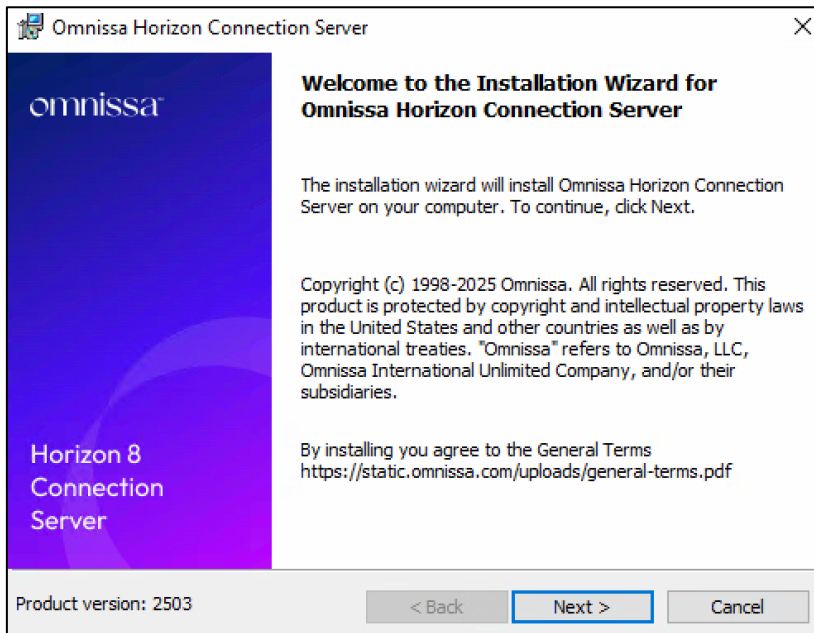 Omnissa Horizon Connection Server
omnissa
Welcome to the Installation Wizard for
Omnissa Horizon Connection Server
The installation wizard will install Omnissa Horizon Connection
Server on your computer. To continue, click Next.
Copyright (c) 1998-2025 Omnissa. All rights reserved. This
product is protected by copyright and intellectual property laws
in the United States and other countries as well as by
international treaties. "Omnissa" refers to Omnissa, LLC,
Omnissa International Unlimited Company, and/or their
subsidiaries.
By installing you agree to the General Terms
https://static.omnissa.com/uploads/general-terms.pdf
Horizon 8
Connection
Server
Product version: 2503
< Back
Next >
Cancel